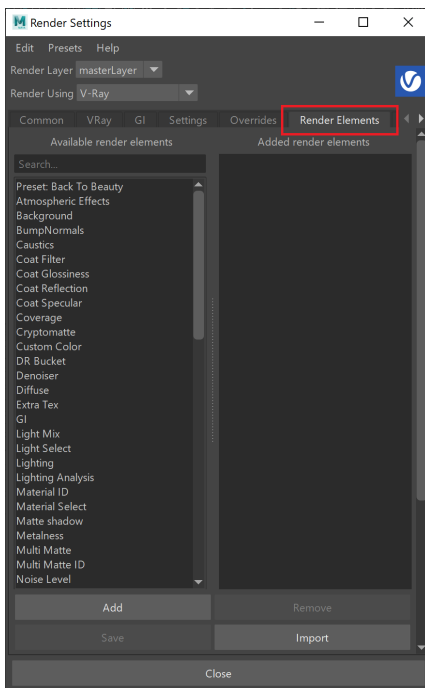 Render Settings
Edit Presets Help
Render Layer masterLayer
Render Using V-Ray
Common VRay GI Settings Overrides Render Elements
Available render elements Added render elements
Search...
Preset: Back To Beauty
Atmospheric Effects
Background
BumpNormals
Caustics
Coat Filter
Coat Glossiness
Coat Reflection
Coat Specular
Coverage
Cryptomatte
Custom Color
DR Bucket
Denoiser
Diffuse
Extra Tex
GI
Light Mix
Light Select
Lighting
Lighting Analysis
Material ID
Material Select
Matte shadow
Metalness
Multi Matte
Multi Matte ID
Noise Level
Add Remove
Save Import
Close